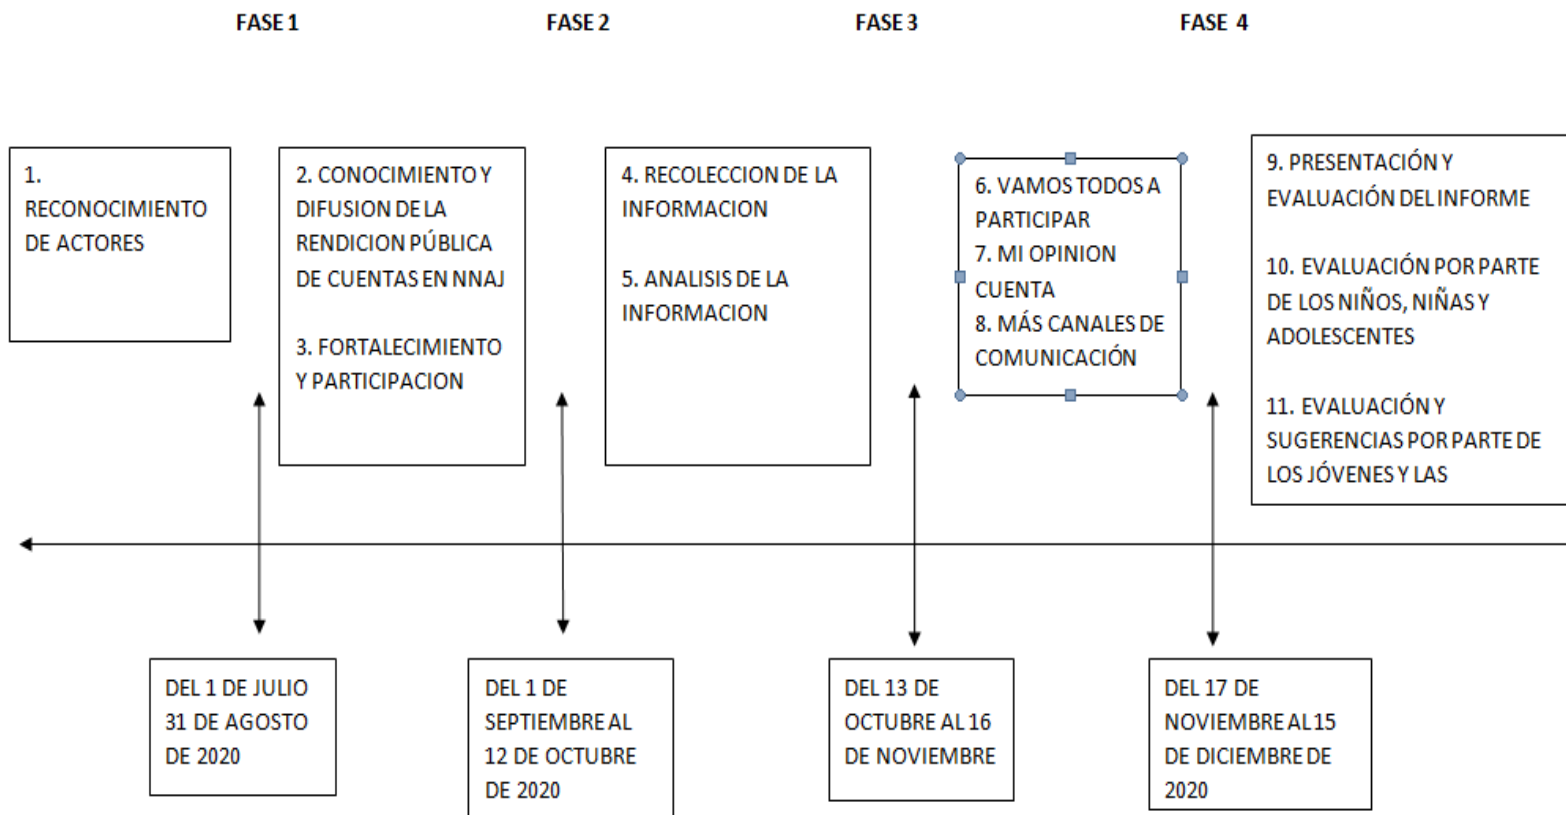 FASE 1
FASE 2
FASE 3
FASE 4
1.
RECONOCIMIENTO
DE ACTORES
2. CONOCIMIENTO Y
DIFUSION DE LA
RENDICION PÚBLICA
DE CUENTAS EN NNAJ
3. FORTALECIMIENTO
Y PARTICIPACION
4. RECOLECCION DE LA
INFORMACION
5. ANALISIS DE LA
INFORMACION
6. VAMOS TODOS A
PARTICIPAR
7. MI OPINION
CUENTA
8. MÁS CANALES DE
COMUNICACIÓN
9. PRESENTACIÓN Y
EVALUACIÓN DEL INFORME
10. EVALUACIÓN POR PARTE
DE LOS NIÑOS, NIÑAS Y
ADOLESCENTES
11. EVALUACIÓN Y
SUGERENCIAS POR PARTE DE
LOS JÓVENES Y LAS
DEL 1 DE JULIO
31 DE AGOSTO
DE 2020
DEL 1 DE
SEPTIEMBRE AL
12 DE OCTUBRE
DE 2020
DEL 13 DE
OCTUBRE AL 16
DE NOVIEMBRE
DEL 17 DE
NOVIEMBRE AL 15
DE DICIEMBRE DE
2020